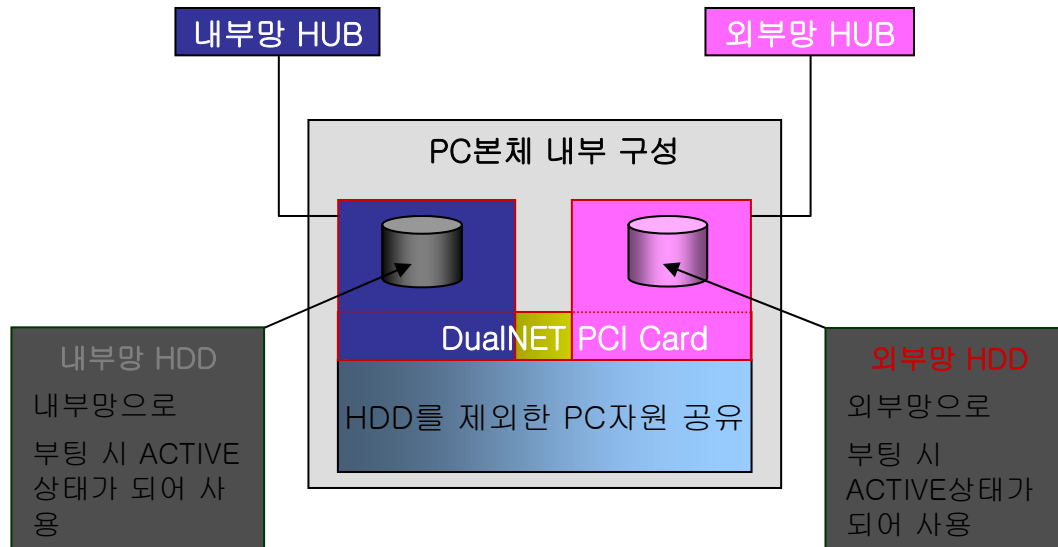 내부망 HUB
외부망 HUB
PC본체 내부 구성
DualNET PCI Card
HDD를 제외한 PC자원 공유
내부망 HDD
내부망으로
부팅 시 ACTIVE
상태가 되어 사
용
외부망 HDD
외부망으로
부팅 시
ACTIVE상태가
되어 사용